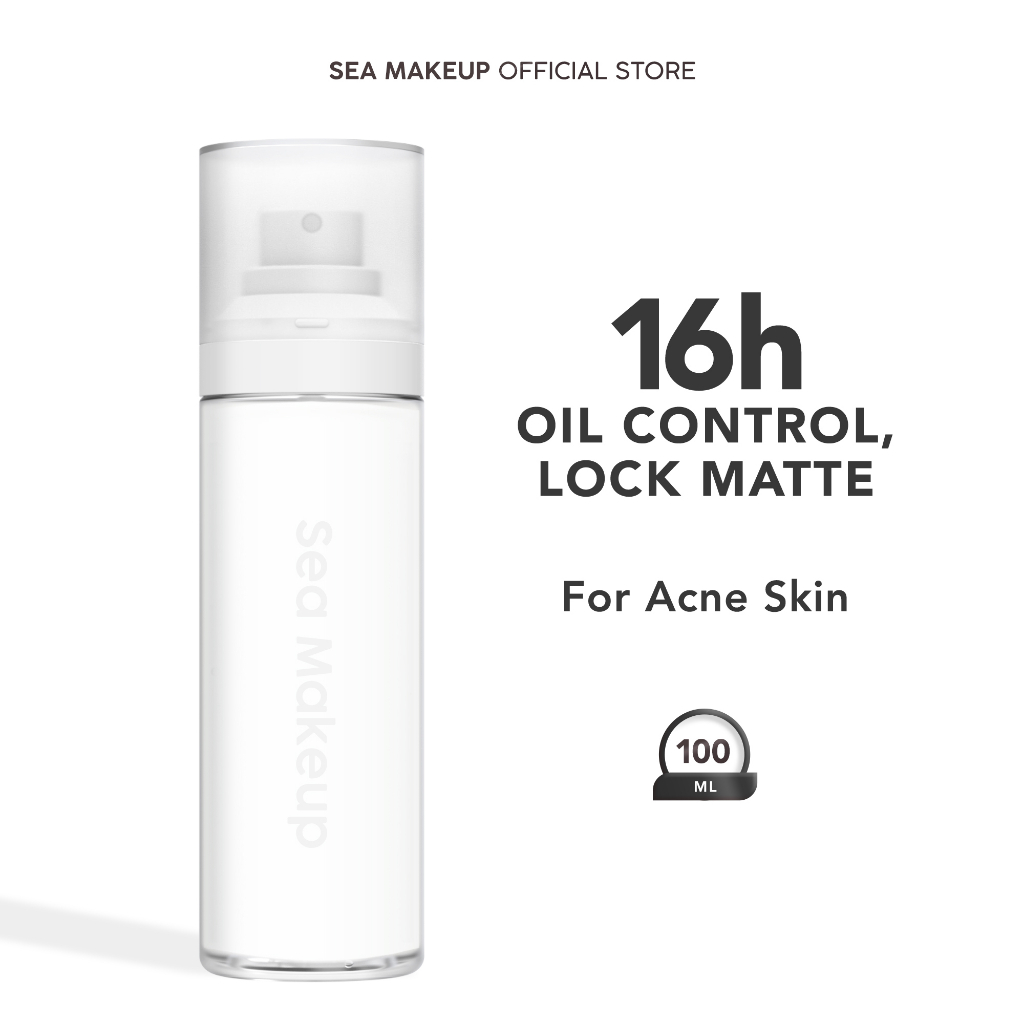 SEA MAKEUP OFFICIAL STORE
16h
OIL CONTROL,
LOCK MATTE
For Acne Skin
Sea Makeup
100
ML